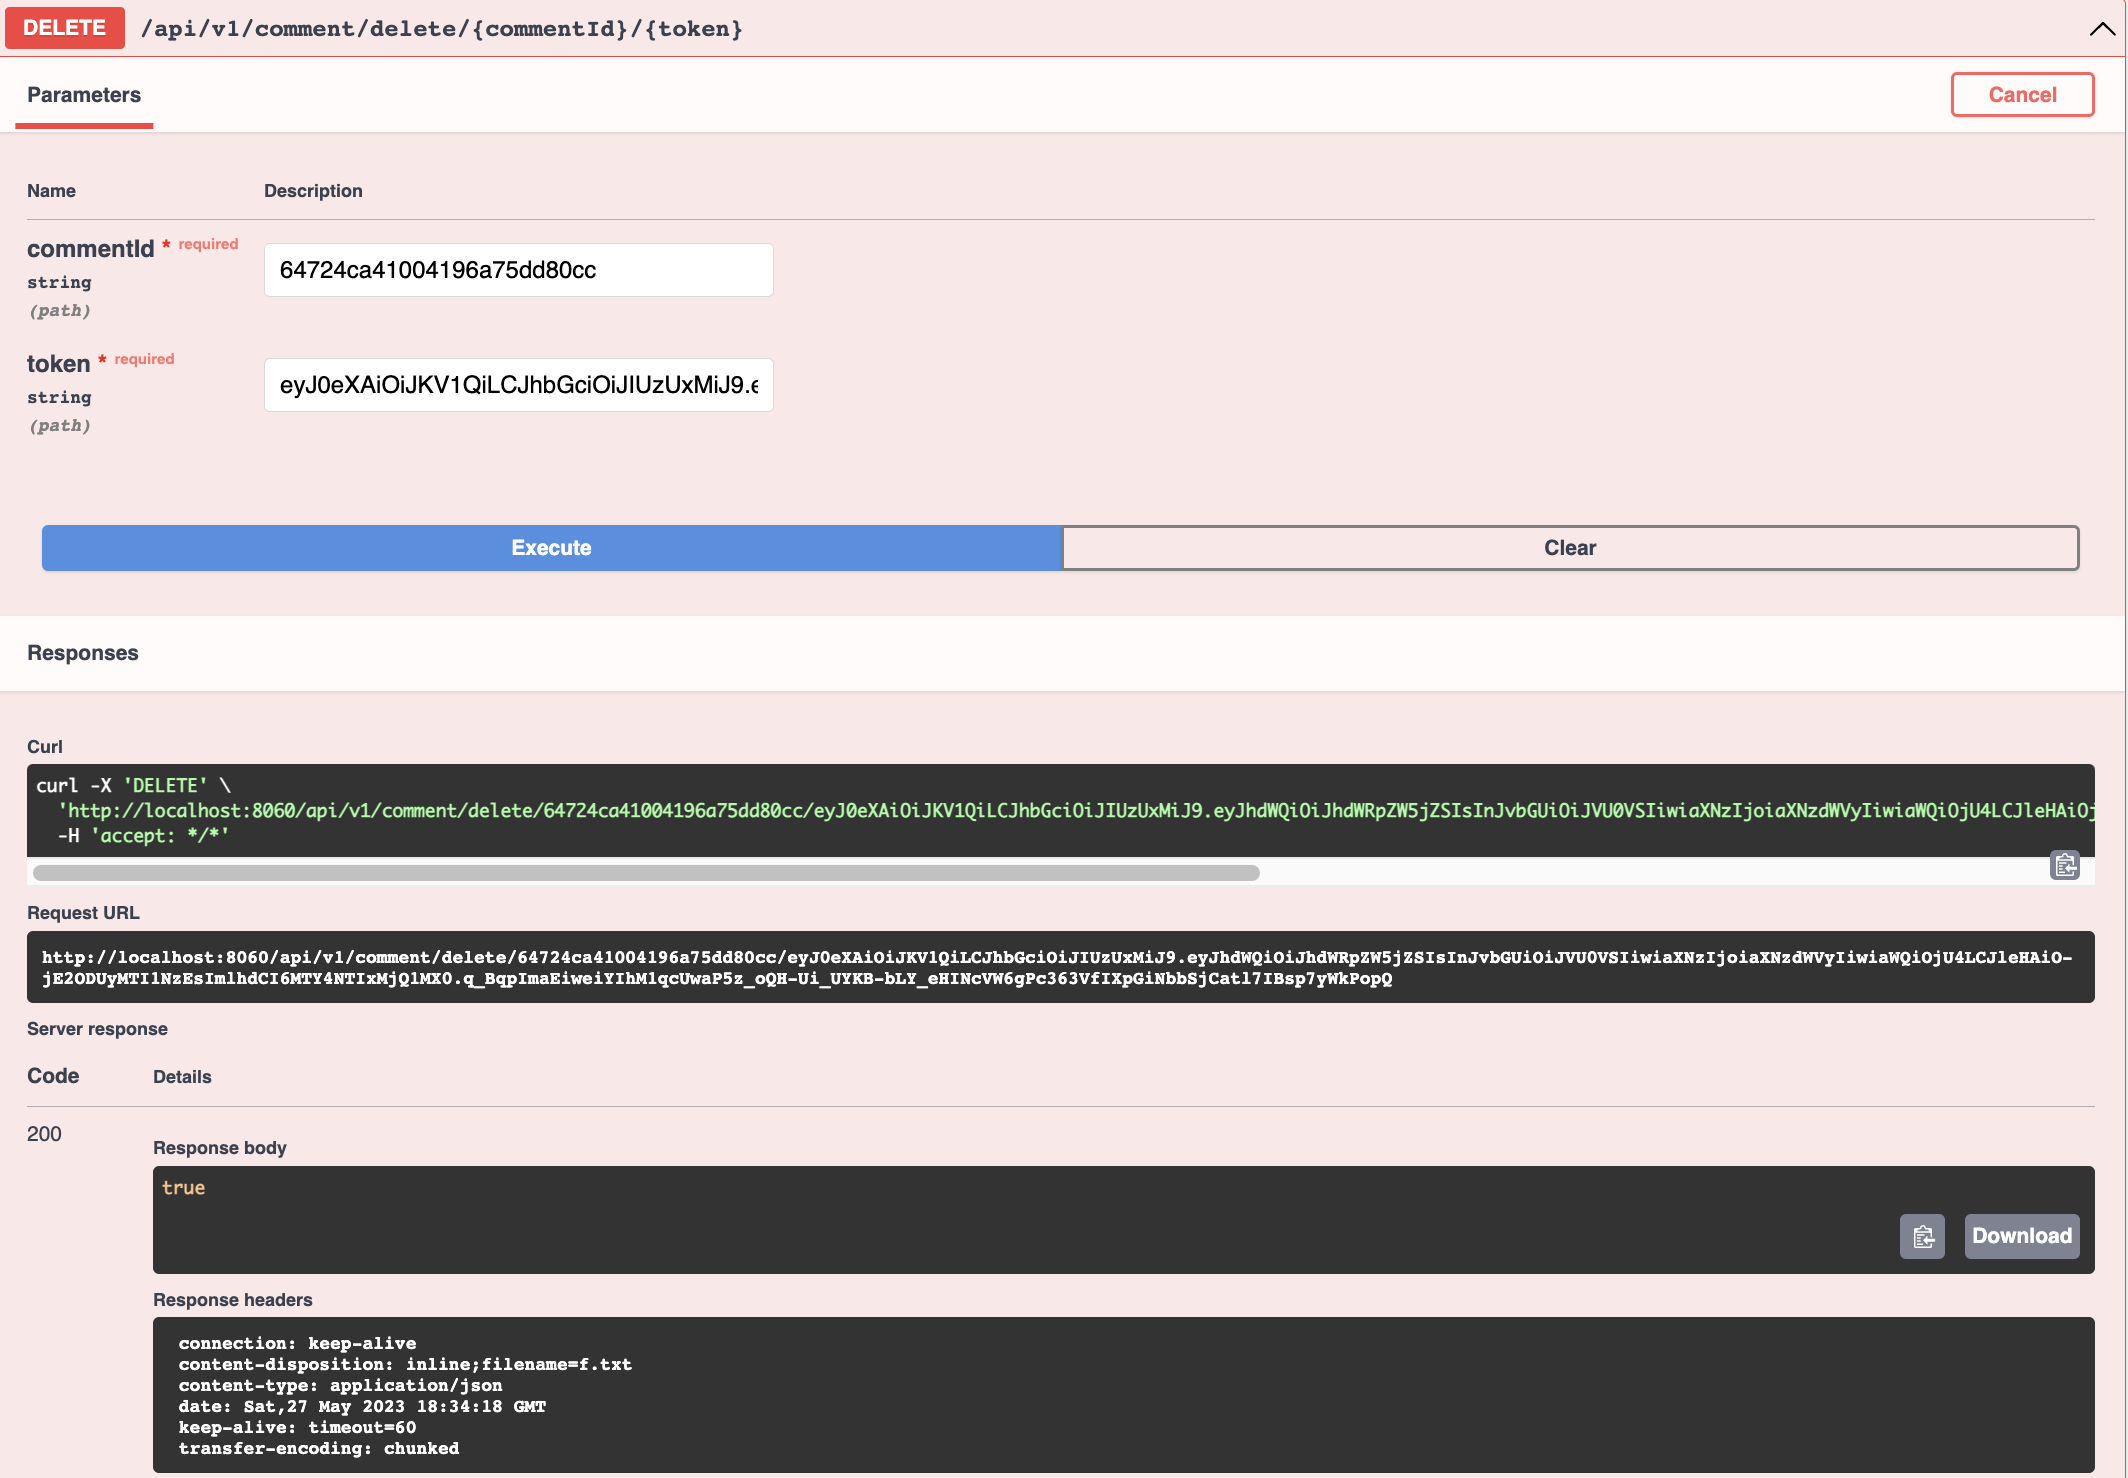 DELETE /api/v1/comment/delete/{commentId}/{token}
Parameters
Cancel
Name Description
commentId * required
string
(path)
64724ca41004196a75dd80cc
token * required
string
(path)
eyJ0eXAiOiJKV1QiLCJhbGciOiJIUzUxMiJ9.e
Execute Clear
Responses
Curl
curl -X 'DELETE' \
'http://localhost:8060/api/v1/comment/delete/64724ca41004196a75dd80cc/eyJ0eXAiOiJKV1QiLCJhbGciOiJIUzUxMiJ9.eyJhdWQiOiJhdWRpZW5jZSIsInJvbGUiOiJVU0VSIiwiaXNzIjoiaXNzdWVyIiwiaWQiOjU4LCJleHAiOj
-H 'accept: */*'
Request URL
http://localhost:8060/api/v1/comment/delete/64724ca41004196a75dd80cc/eyJ0eXAiOiJKV1QiLCJhbGciOiJIUzUxMiJ9.eyJhdWQiOiJhdWRpZW5jZSIsInJvbGUiOiJVU0VSIiwiaXNzIjoiaXNzdWVyIiwiaWQiOjU4LCJleHAiO-
jE2ODUyMTI1NzEsImlhdCI6MTY4NTIxMjQ1MX0.q_BqpImaEiweiYIhM1qcUwaP5z_oQH-Ui_UYKB-bLY_eHINcVW6gPc363VfIXpGlNbbSjCatl7IBsp7yWkPopQ
Server response
Code Details
200
Response body
true
Download
Response headers
connection: keep-alive
content-disposition: inline;filename=f.txt
content-type: application/json
date: Sat,27 May 2023 18:34:18 GMT
keep-alive: timeout=60
transfer-encoding: chunked